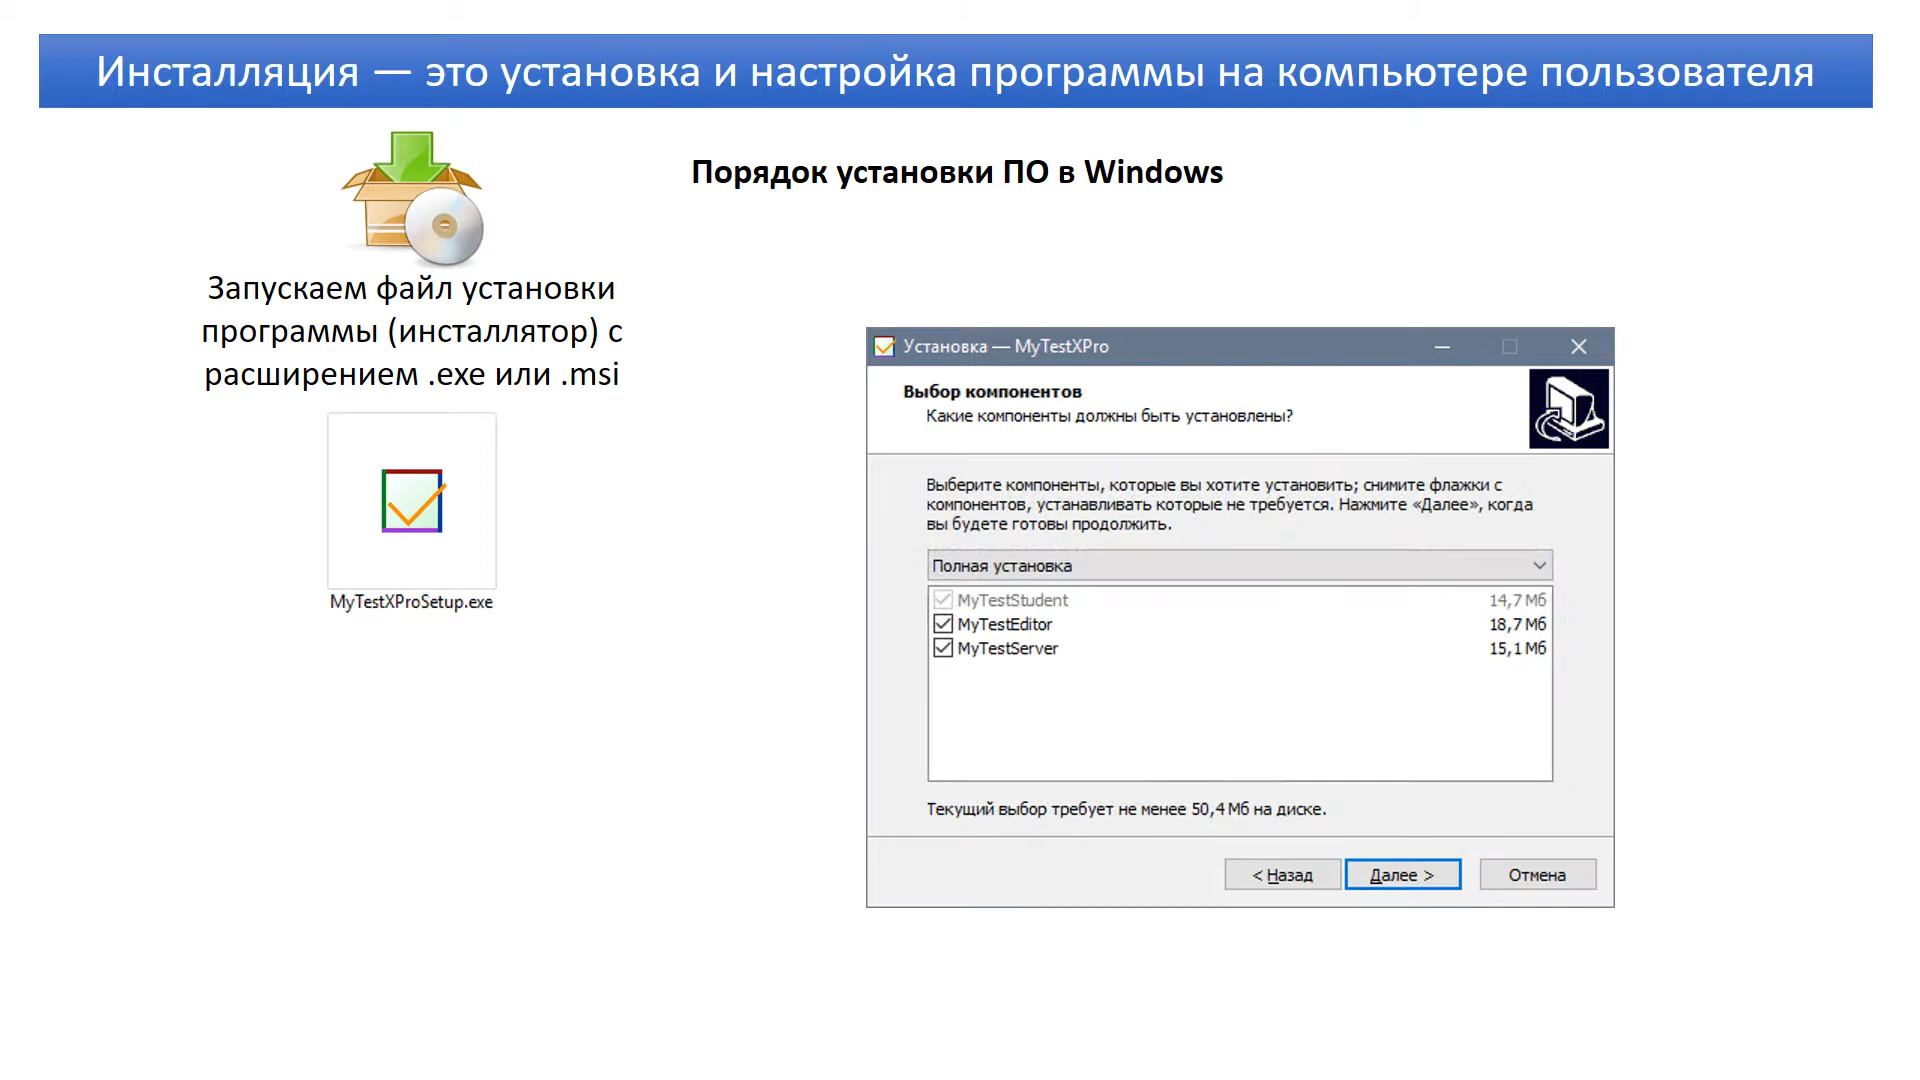 Инсталляция — это установка и настройка программы на компьютере пользователя
Порядок установки ПО в Windows
Запускаем файл установки
программы (инсталлятор) с
расширением .exe или .msi
MyTestXProSetup.exe
Установка — MyTestXPro
Выбор компонентов
Какие компоненты должны быть установлены?
Выберите компоненты, которые вы хотите установить; снимите флажки с
компонентов, устанавливать которые не требуется. Нажмите «Далее», когда
вы будете готовы продолжить.
Полная установка
MyTestStudent 14,7 Мб
MyTestEditor 18,7 Мб
MyTestServer 15,1 Мб
Текущий выбор требует не менее 50,4 Мб на диске.
< Назад Далее > Отмена